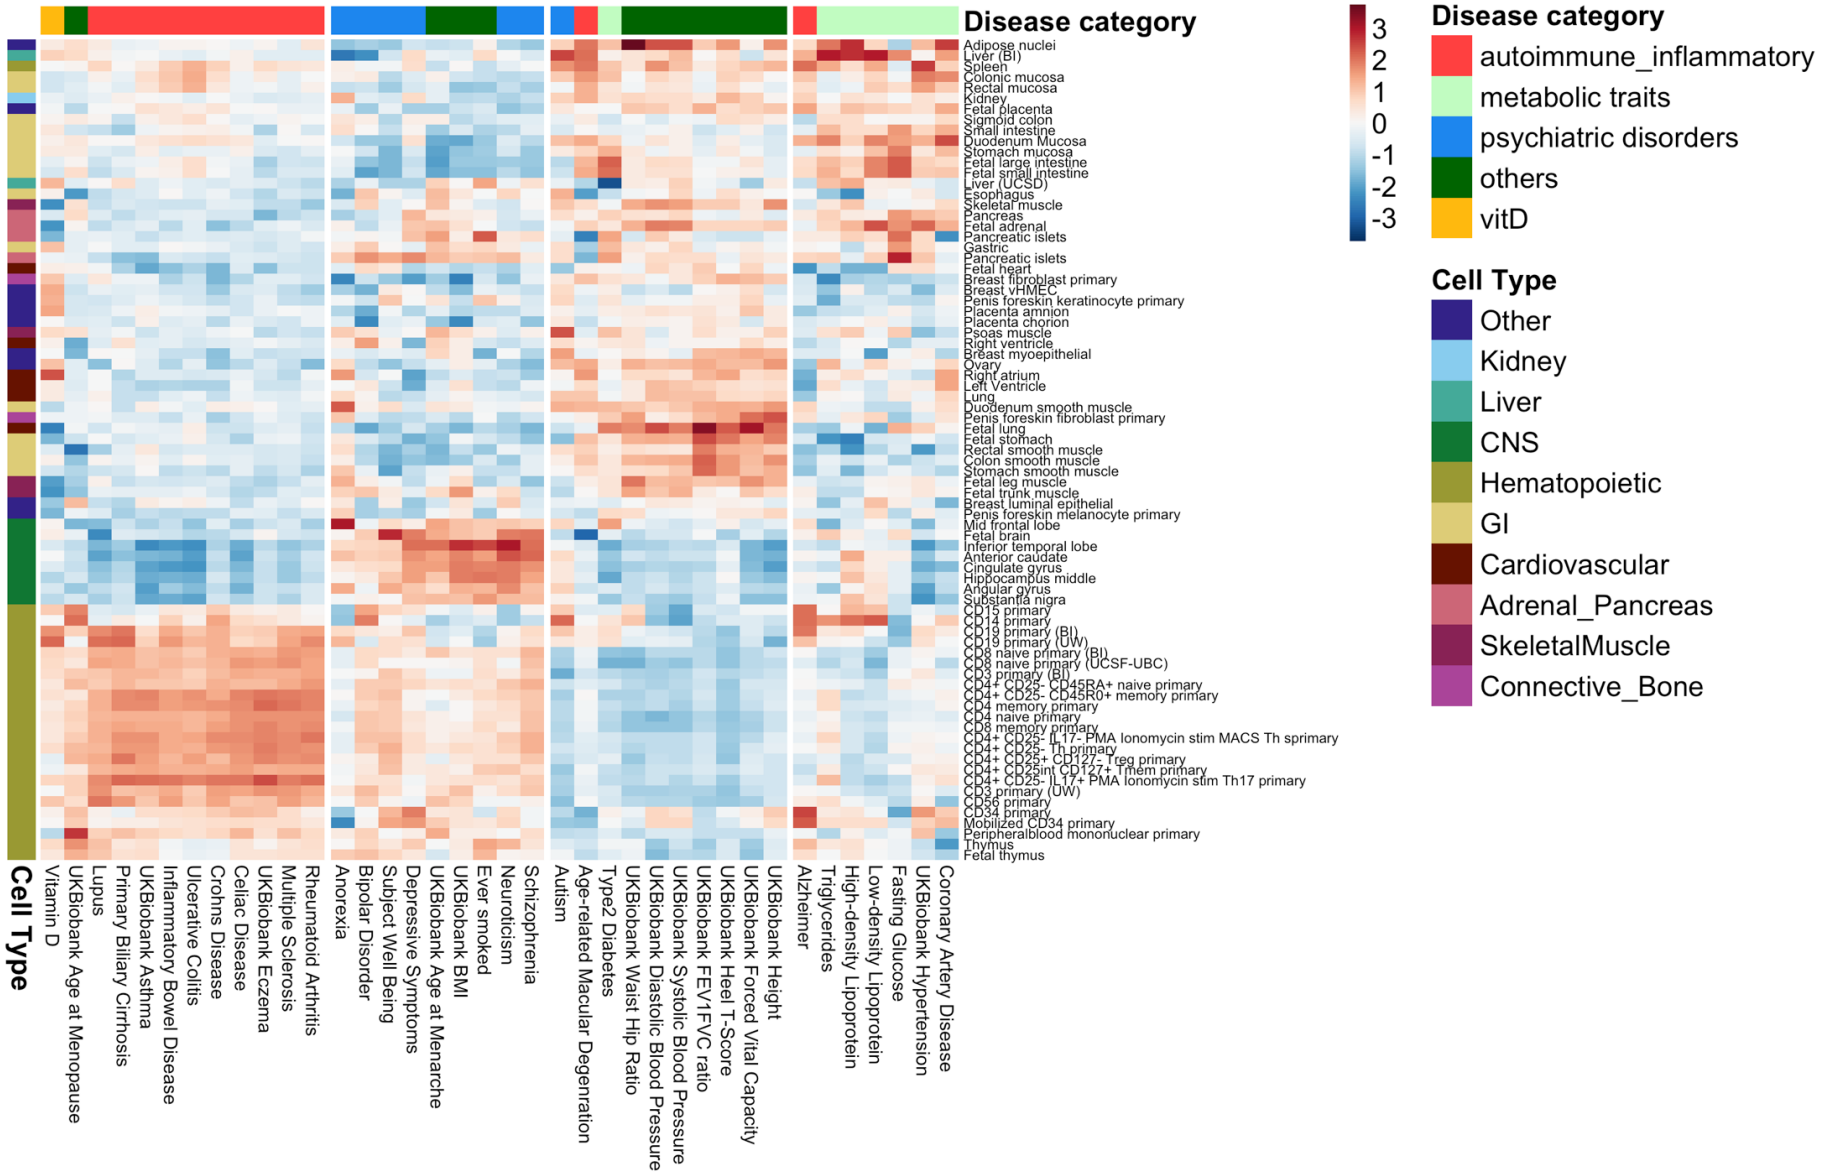 Disease category
Adipose nuclei
Liver (BI)
Spleen
Colonic mucosa
Rectal mucosa
Kidney
Fetal placenta
Sigmoid colon
Small intestine
Duodenum Mucosa
Stomach mucosa
Fetal large intestine
Fetal small intestine
Liver (UCSD)
Esophagus
Skeletal muscle
Pancreas
Fetal adrenal
Pancreatic islets
Gastric
Pancreatic islets
Fetal heart
Breast fibroblast primary
Breast vHMEC
Penis foreskin keratinocyte primary
Placenta amnion
Placenta chorion
Psoas muscle
Right ventricle
Breast myoepithelial
Ovary
Right atrium
Left Ventricle
Lung
Duodenum smooth muscle
Penis foreskin fibroblast primary
Fetal lung
Fetal stomach
Rectal smooth muscle
Colon smooth muscle
Stomach smooth muscle
Fetal leg muscle
Fetal trunk muscle
Breast luminal epithelial
Penis foreskin melanocyte primary
Mid frontal lobe
Fetal brain
Inferior temporal lobe
Anterior caudate
Cingulate gyrus
Hippocampus middle
Angular gyrus
Substantia nigra
CD15 primary
CD14 primary
CD19 primary (BI)
CD19 primary (UW)
CD8 naive primary (BI)
CD8 naive primary (UCSF-UBC)
CD3 primary (BI)
CD4+ CD25- CD45RA+ naive primary
CD4+ CD25- CD45R0+ memory primary
CD4 memory primary
CD4 naive primary
CD8 memory primary
CD4+ CD25- IL17- PMA Ionomycin stim MACS Th sprimary
CD4+ CD25- Th primary
CD4+ CD25+ CD127- Treg primary
CD4+ CD25int CD127+ Tmem primary
CD4+ CD25- IL17+ PMA Ionomycin stim Th17 primary
CD3 primary (UW)
CD56 primary
CD34 primary
Mobilized CD34 primary
Peripheralblood mononuclear primary
Thymus
Fetal thymus
Cell Type
Vitamin D
UKBiobank Age at Menopause
Lupus
Primary Biliary Cirrhosis
UKBiobank Asthma
Inflammatory Bowel Disease
Ulcerative Colitis
Crohns Disease
Celiac Disease
UKBiobank Eczema
Multiple Sclerosis
Rheumatoid Arthritis
Anorexia
Bipolar Disorder
Subject Well Being
Depressive Symptoms
UKBiobank Age at Menarche
UKBiobank BMI
Ever smoked
Neuroticism
Schizophrenia
Autism
Age-related Macular Degenration
Type2 Diabetes
UKBiobank Waist Hip Ratio
UKBiobank Diastolic Blood Pressure
UKBiobank Systolic Blood Pressure
UKBiobank FEV1FVC ratio
UKBiobank Heel T-Score
UKBiobank Forced Vital Capacity
UKBiobank Height
Alzheimer
Triglycerides
High-density Lipoprotein
Low-density Lipoprotein
Fasting Glucose
UKBiobank Hypertension
Coronary Artery Disease
3
2
1
0
-1
-2
-3
Disease category
autoimmune_inflammatory
metabolic traits
psychiatric disorders
others
vitD
Cell Type
Other
Kidney
Liver
CNS
Hematopoietic
GI
Cardiovascular
Adrenal_Pancreas
SkeletalMuscle
Connective_Bone